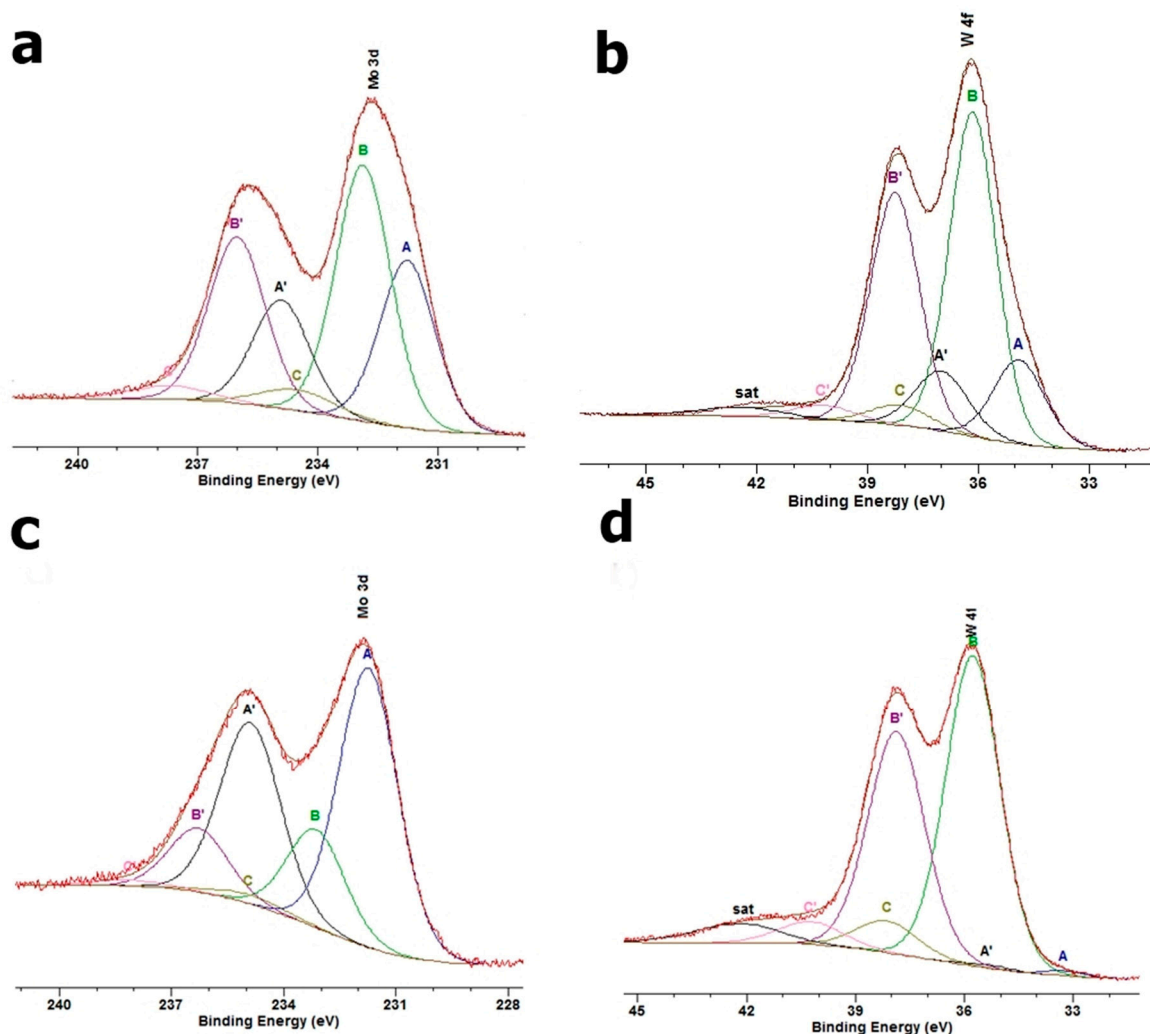 a
Mo 3d
B
B'
A
A'
C
C'
240
237
234
231
Binding Energy (eV)
b
W 4f
B
B'
A
A'
C
C'
sat
45
42
39
36
33
Binding Energy (eV)
c
Mo 3d
A
A'
B
B'
C
240
237
234
231
228
Binding Energy (eV)
d
W 4f
B
B'
C
C'
sat
A'
A
45
42
39
36
33
Binding Energy (eV)